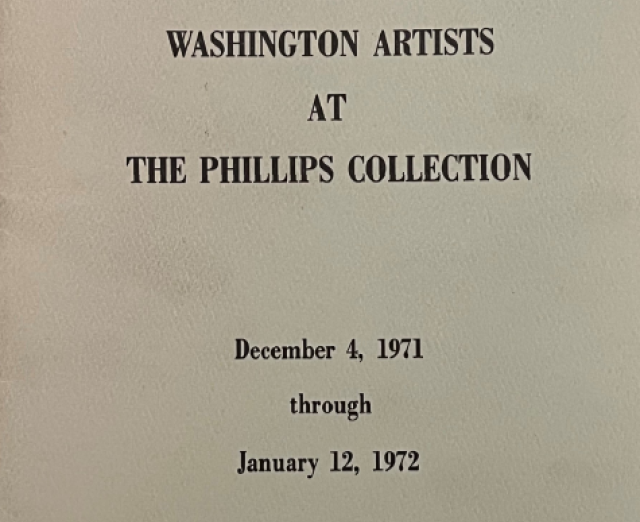 WASHINGTON ARTISTS
AT
THE PHILLIPS COLLECTION
December 4, 1971
through
January 12, 1972